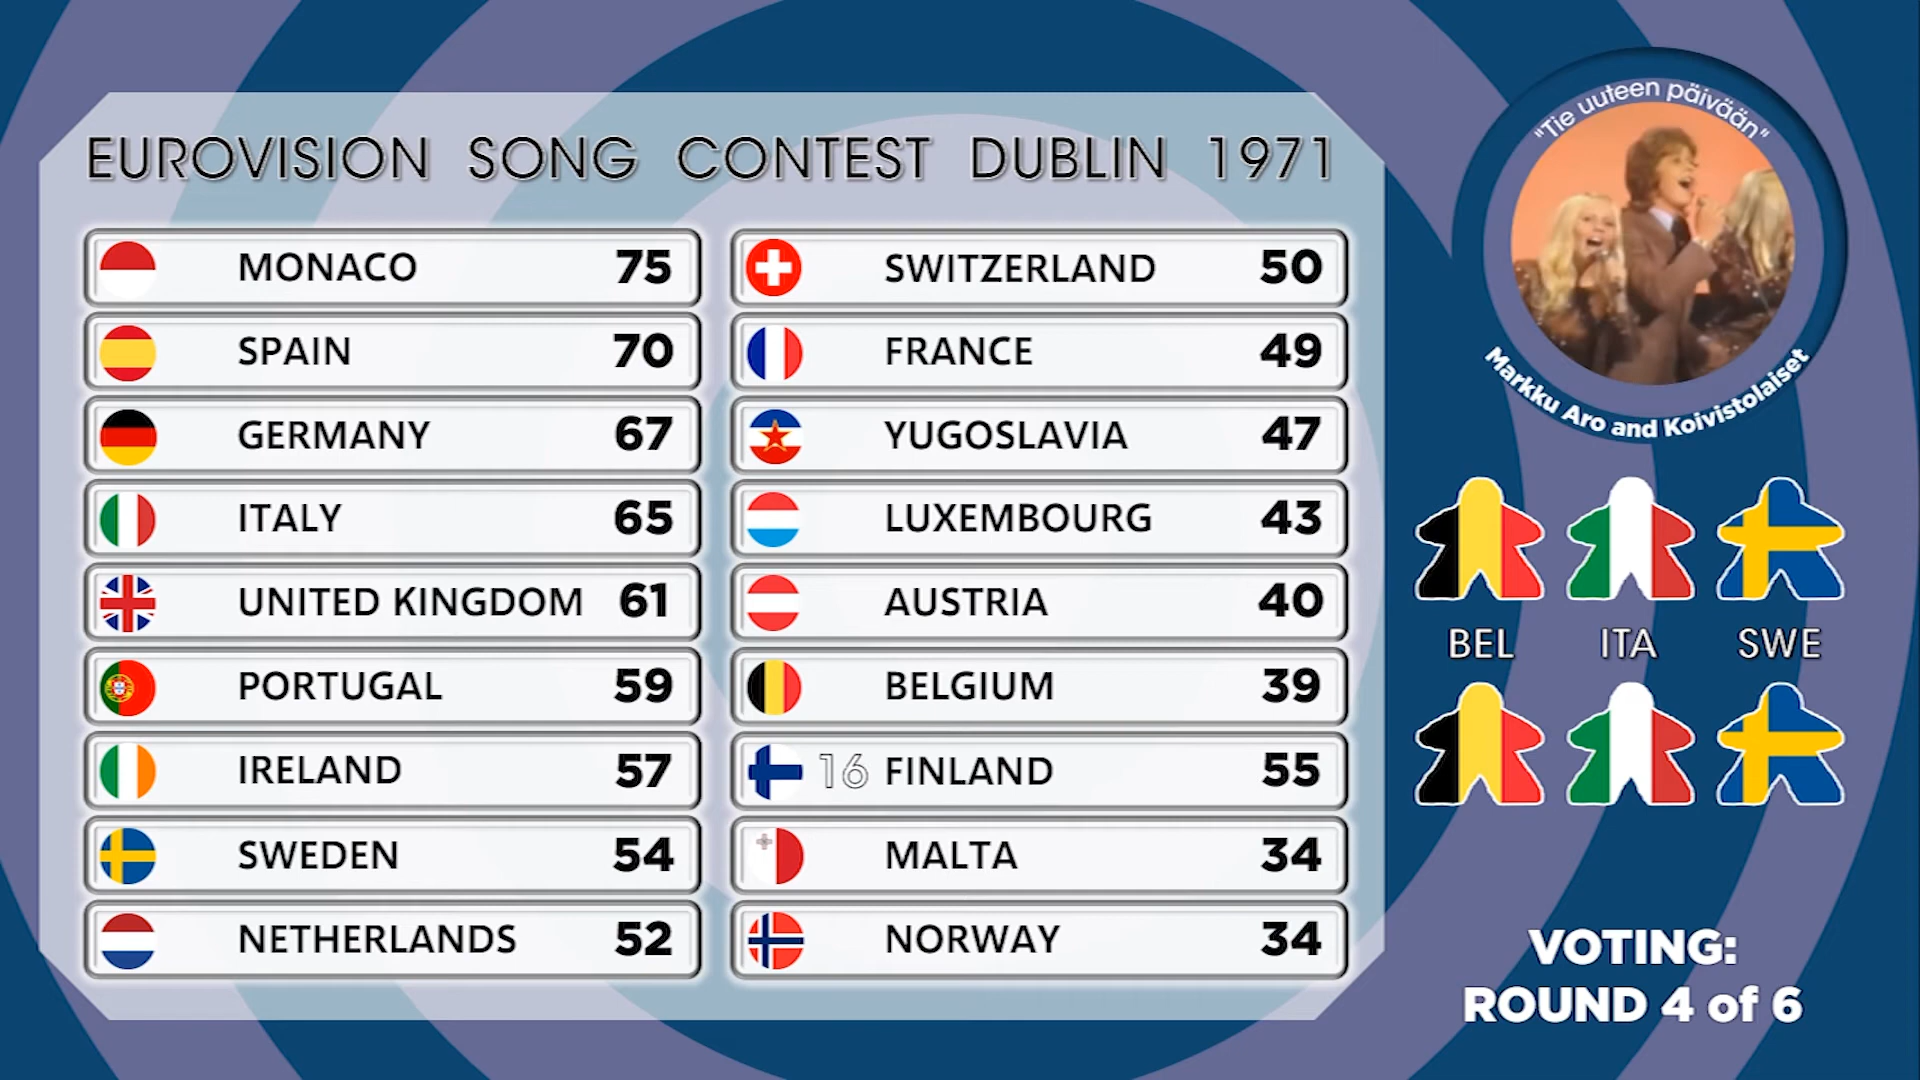 EUROVISION SONG CONTEST DUBLIN 1971
MONACO 75
SPAIN 70
GERMANY 67
ITALY 65
UNITED KINGDOM 61
PORTUGAL 59
IRELAND 57
SWEDEN 54
NETHERLANDS 52
SWITZERLAND 50
FRANCE 49
YUGOSLAVIA 47
LUXEMBOURG 43
AUSTRIA 40
BELGIUM 39
16 FINLAND 55
MALTA 34
NORWAY 34
"Tie uuteen päivään"
Markku Aro and Koivistolaiset
BEL ITA SWE
VOTING:
ROUND 4 of 6